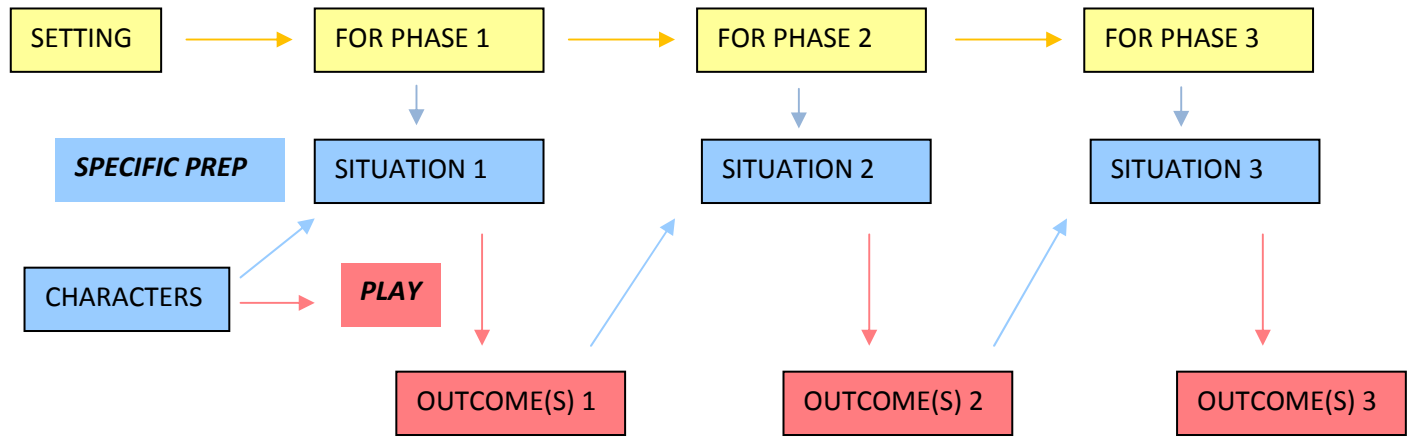 SETTING
FOR PHASE 1
FOR PHASE 2
FOR PHASE 3
SPECIFIC PREP
SITUATION 1
SITUATION 2
SITUATION 3
CHARACTERS
PLAY
OUTCOME(S) 1
OUTCOME(S) 2
OUTCOME(S) 3